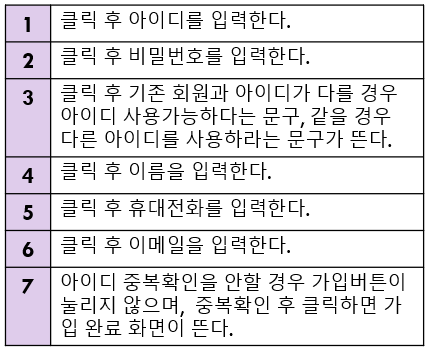 1 클릭 후 아이디를 입력한다.
2 클릭 후 비밀번호를 입력한다.
3 클릭 후 기존 회원과 아이디가 다를 경우
아이디 사용가능하다는 문구, 같을 경우
다른 아이디를 사용하라는 문구가 뜬다.
4 클릭 후 이름을 입력한다.
5 클릭 후 휴대전화를 입력한다.
6 클릭 후 이메일을 입력한다.
7 아이디 중복확인을 안할 경우 가입버튼이
눌리지 않으며, 중복확인 후 클릭하면 가
입 완료 화면이 뜬다.